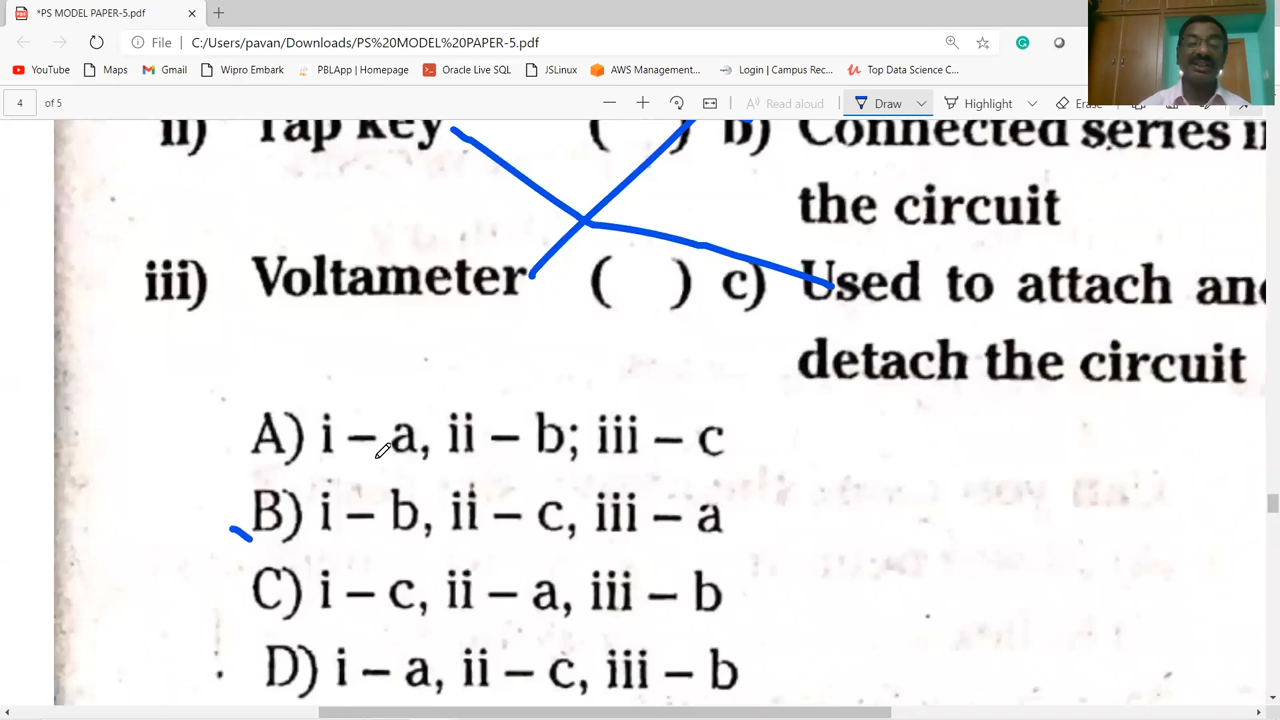 *PS MODEL PAPER-5.pdf
File C:/Users/pavan/Downloads/PS%20MODEL%20PAPER-5.pdf
YouTube Maps Gmail Wipro Embark PBLApp | Homepage Oracle Live SQL JSLinux AWS Management... Login | Campus Rec... Top Data Science C...
4 of 5 Read aloud Draw Highlight Erase
ii) Tap key ( ) b) Connected series in
the circuit
iii) Voltameter ( ) c) Used to attach and
detach the circuit
A) i – a, ii – b; iii – c
B) i – b, ii – c, iii – a
C) i – c, ii – a, iii – b
D) i – a, ii – c, iii – b